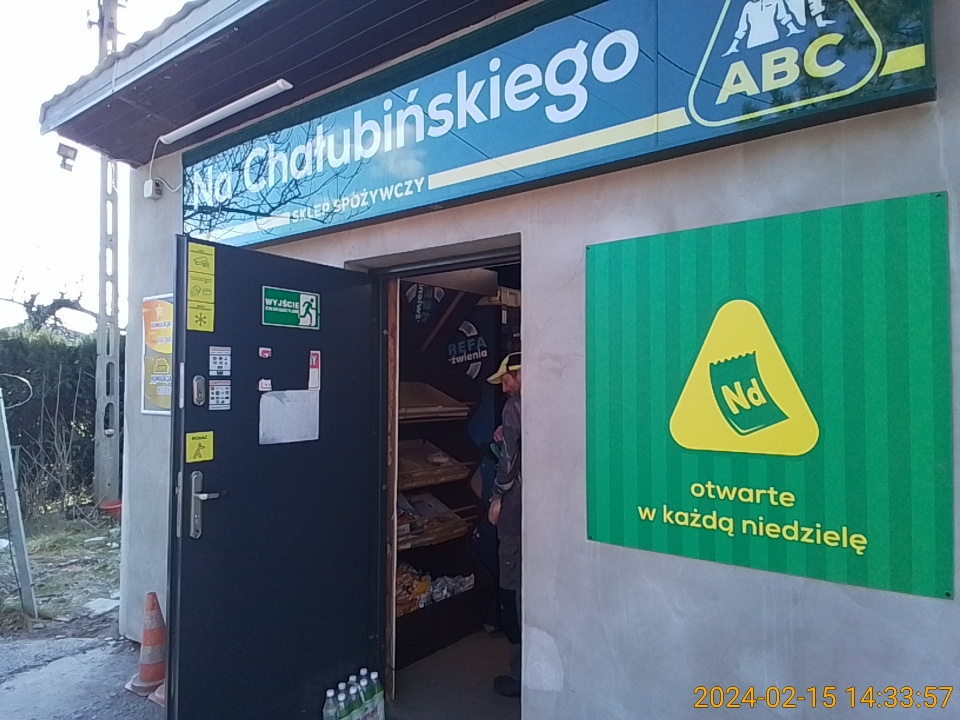 Na Chałubińskiego
ABC
SKLEP SPOŻYWCZY
WYJŚCIE
Nd
otwarte
w każdą niedzielę
2024-02-15 14:33:57